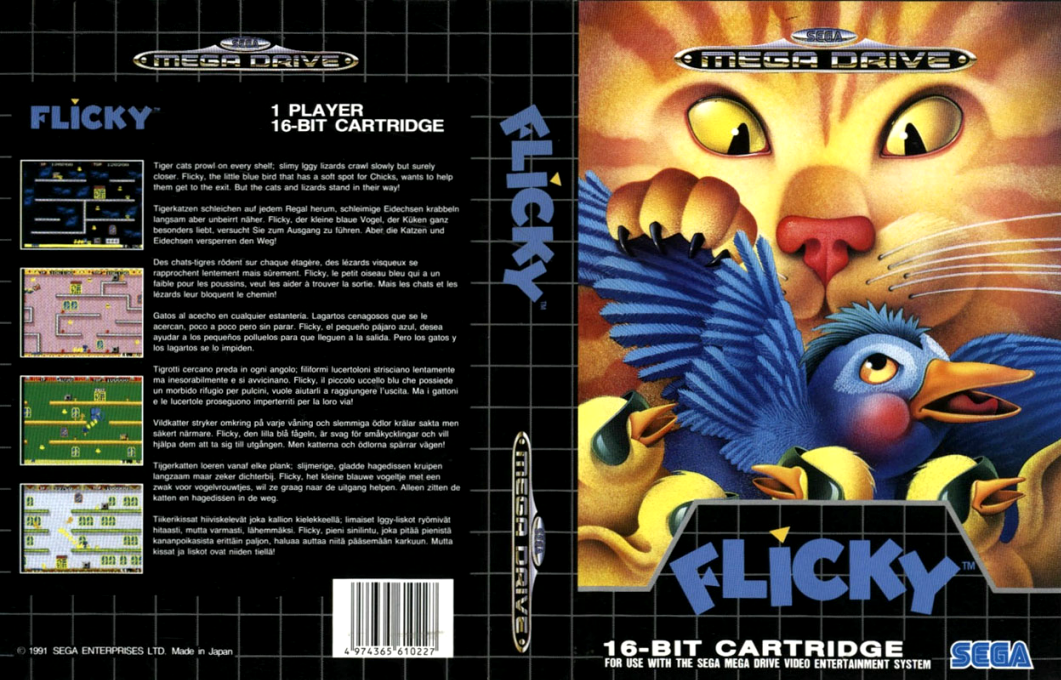 SEGA
MEGA DRIVE
FLiCKY™
1 PLAYER
16-BIT CARTRIDGE
Tiger cats prowl on every shelf; slimy Iggy lizards crawl slowly but surely
closer. Flicky, the little blue bird that has a soft spot for Chicks, wants to help
them get to the exit. But the cats and lizards stand in their way!
Tigerkatzen schleichen auf jedem Regal herum, schleimige Eidechsen krabbeln
langsam aber unbeirrt näher. Flicky, der kleine blaue Vogel, der Küken ganz
besonders liebt, versucht Sie zum Ausgang zu führen. Aber die Katzen und
Eidechsen versperren den Weg!
Des chats-tigres rôdent sur chaque étagère, des lézards visqueux se
rapprochent lentement mais sûrement. Flicky, le petit oiseau bleu qui a un
faible pour les poussins, veut les aider à trouver la sortie. Mais les chats et les
lézards leur bloquent le chemin!
Gatos al acecho en cualquier estantería. Lagartos cenagosos que se le
acercan, poco a poco pero sin parar. Flicky, el pequeño pájaro azul, desea
ayudar a los pequeños polluelos para que lleguen a la salida. Pero los gatos y
los lagartos se lo impiden.
Tigrotti cercano preda in ogni angolo; filiformi lucertoloni strisciano lentamente
ma inesorabilmente e si avvicinano. Flicky, il piccolo uccello blu che possiede
un morbido rifugio per pulcini, vuole aiutarli a raggiungere l'uscita. Ma i gattoni
e le lucertole proseguono imperterriti per la loro via!
Vildkatter stryker omkring på varje våning och slemmiga ödlor krälar sakta men
säkert närmare. Flicky, den lilla blå fågeln, är svag för småkycklingar och vill
hjälpa dem att ta sig till utgången. Men katterna och ödlorna spärrar vägen!
Tijgerkatten loeren vanaf elke plank; slijmerige, gladde hagedissen kruipen
langzaam maar zeker dichterbij. Flicky, het kleine blauwe vogeltje met een
zwak voor vogelvrouwtjes, wil ze graag naar de uitgang helpen. Alleen zitten de
katten en hagedissen in de weg.
Tiikerikissat hiiviskelevät joka kallion kielekkeellä; limaiset Iggy-liskot ryömivät
hitaasti, mutta varmasti, lähemmäksi. Flicky, pieni sinilintu, joka pitää pienistä
kananpoikasista erittäin paljon, haluaa auttaa niitä pääsemään karkuun. Mutta
kissat ja liskot ovat niiden tiellä!
© 1991 SEGA ENTERPRISES LTD. Made in Japan
4 974365 610227
FLiCKY™
SEGA
MEGA DRIVE
SEGA
MEGA DRIVE
FLiCKY™
16-BIT CARTRIDGE
FOR USE WITH THE SEGA MEGA DRIVE VIDEO ENTERTAINMENT SYSTEM
SEGA